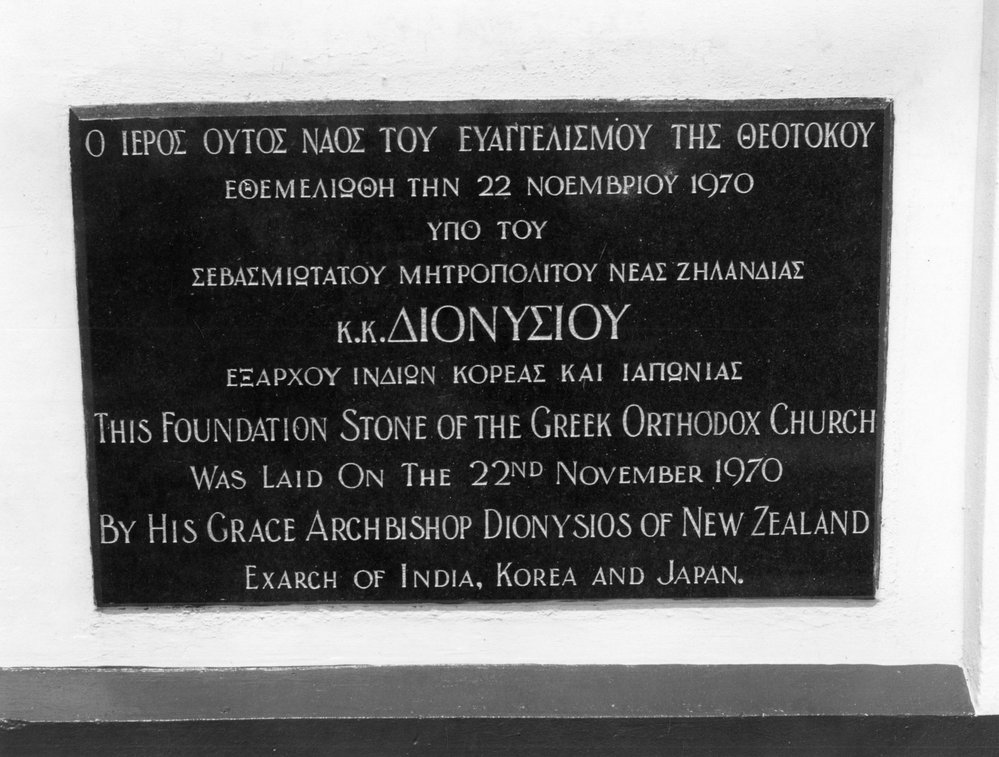 Ο ΙΕΡΟΣ ΟΥΤΟΣ ΝΑΟΣ ΤΟΥ ΕΥΑΓΓΕΛΙΣΜΟΥ ΤΗΣ ΘΕΟΤΟΚΟΥ
ΕΘΕΜΕΛΙΩΘΗ ΤΗΝ 22 ΝΟΕΜΒΡΙΟΥ 1970
ΥΠΘ ΤΟΥ
ΣΕΒΑΣΜΙΩΤΑΤΟΥ ΜΗΤΡΟΠΟΛΙΤΟΥ ΝΕΑΣ ΖΗΛΑΝΔΙΑΣ
Κ.Κ.ΔΙΟΝΥΣΙΟΥ
ΕΞΑΡΧΟΥ ΙΝΔΙΩΝ ΚΟΡΕΑΣ ΚΑΙ ΙΑΠΩΝΙΑΣ
THIS FOUNDATION STONE OF THE GREEK ORTHODOX CHURCH
WAS LAID ON THE 22ND NOVEMBER 1970
BY HIS GRACE ARCHBISHOP DIONYSIOS OF NEW ZEALAND
EXARCH OF INDIA, KOREA AND JAPAN.